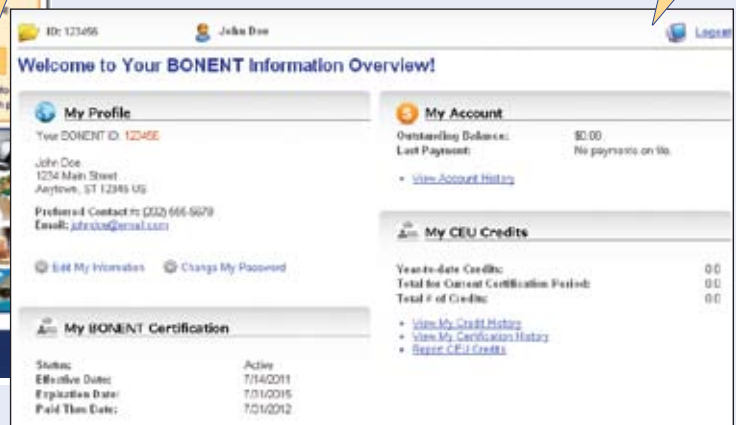 ID: 123456
John Doe
Logout
Welcome to Your BONENT Information Overview!
My Profile
Your BONENT ID: 123456
John Doe
1234 Main Street
Anytown, ST 12345 US
Preferred Contact #: (202) 555-5678
Email: johndoe@email.com
Edit My Information
Change My Password
My BONENT Certification
Status: Active
Effective Date: 7/14/2011
Expiration Date: 7/31/2015
Paid Thru Date: 7/31/2012
My Account
Outstanding Balance: $0.00
Last Payment: No payments on file.
View Account History
My CEU Credits
Year-to-date Credits: 0.0
Total for Current Certification Period: 0.0
Total # of Credits: 0.0
View My Credit History
View My Certification History
Report CEU Credits